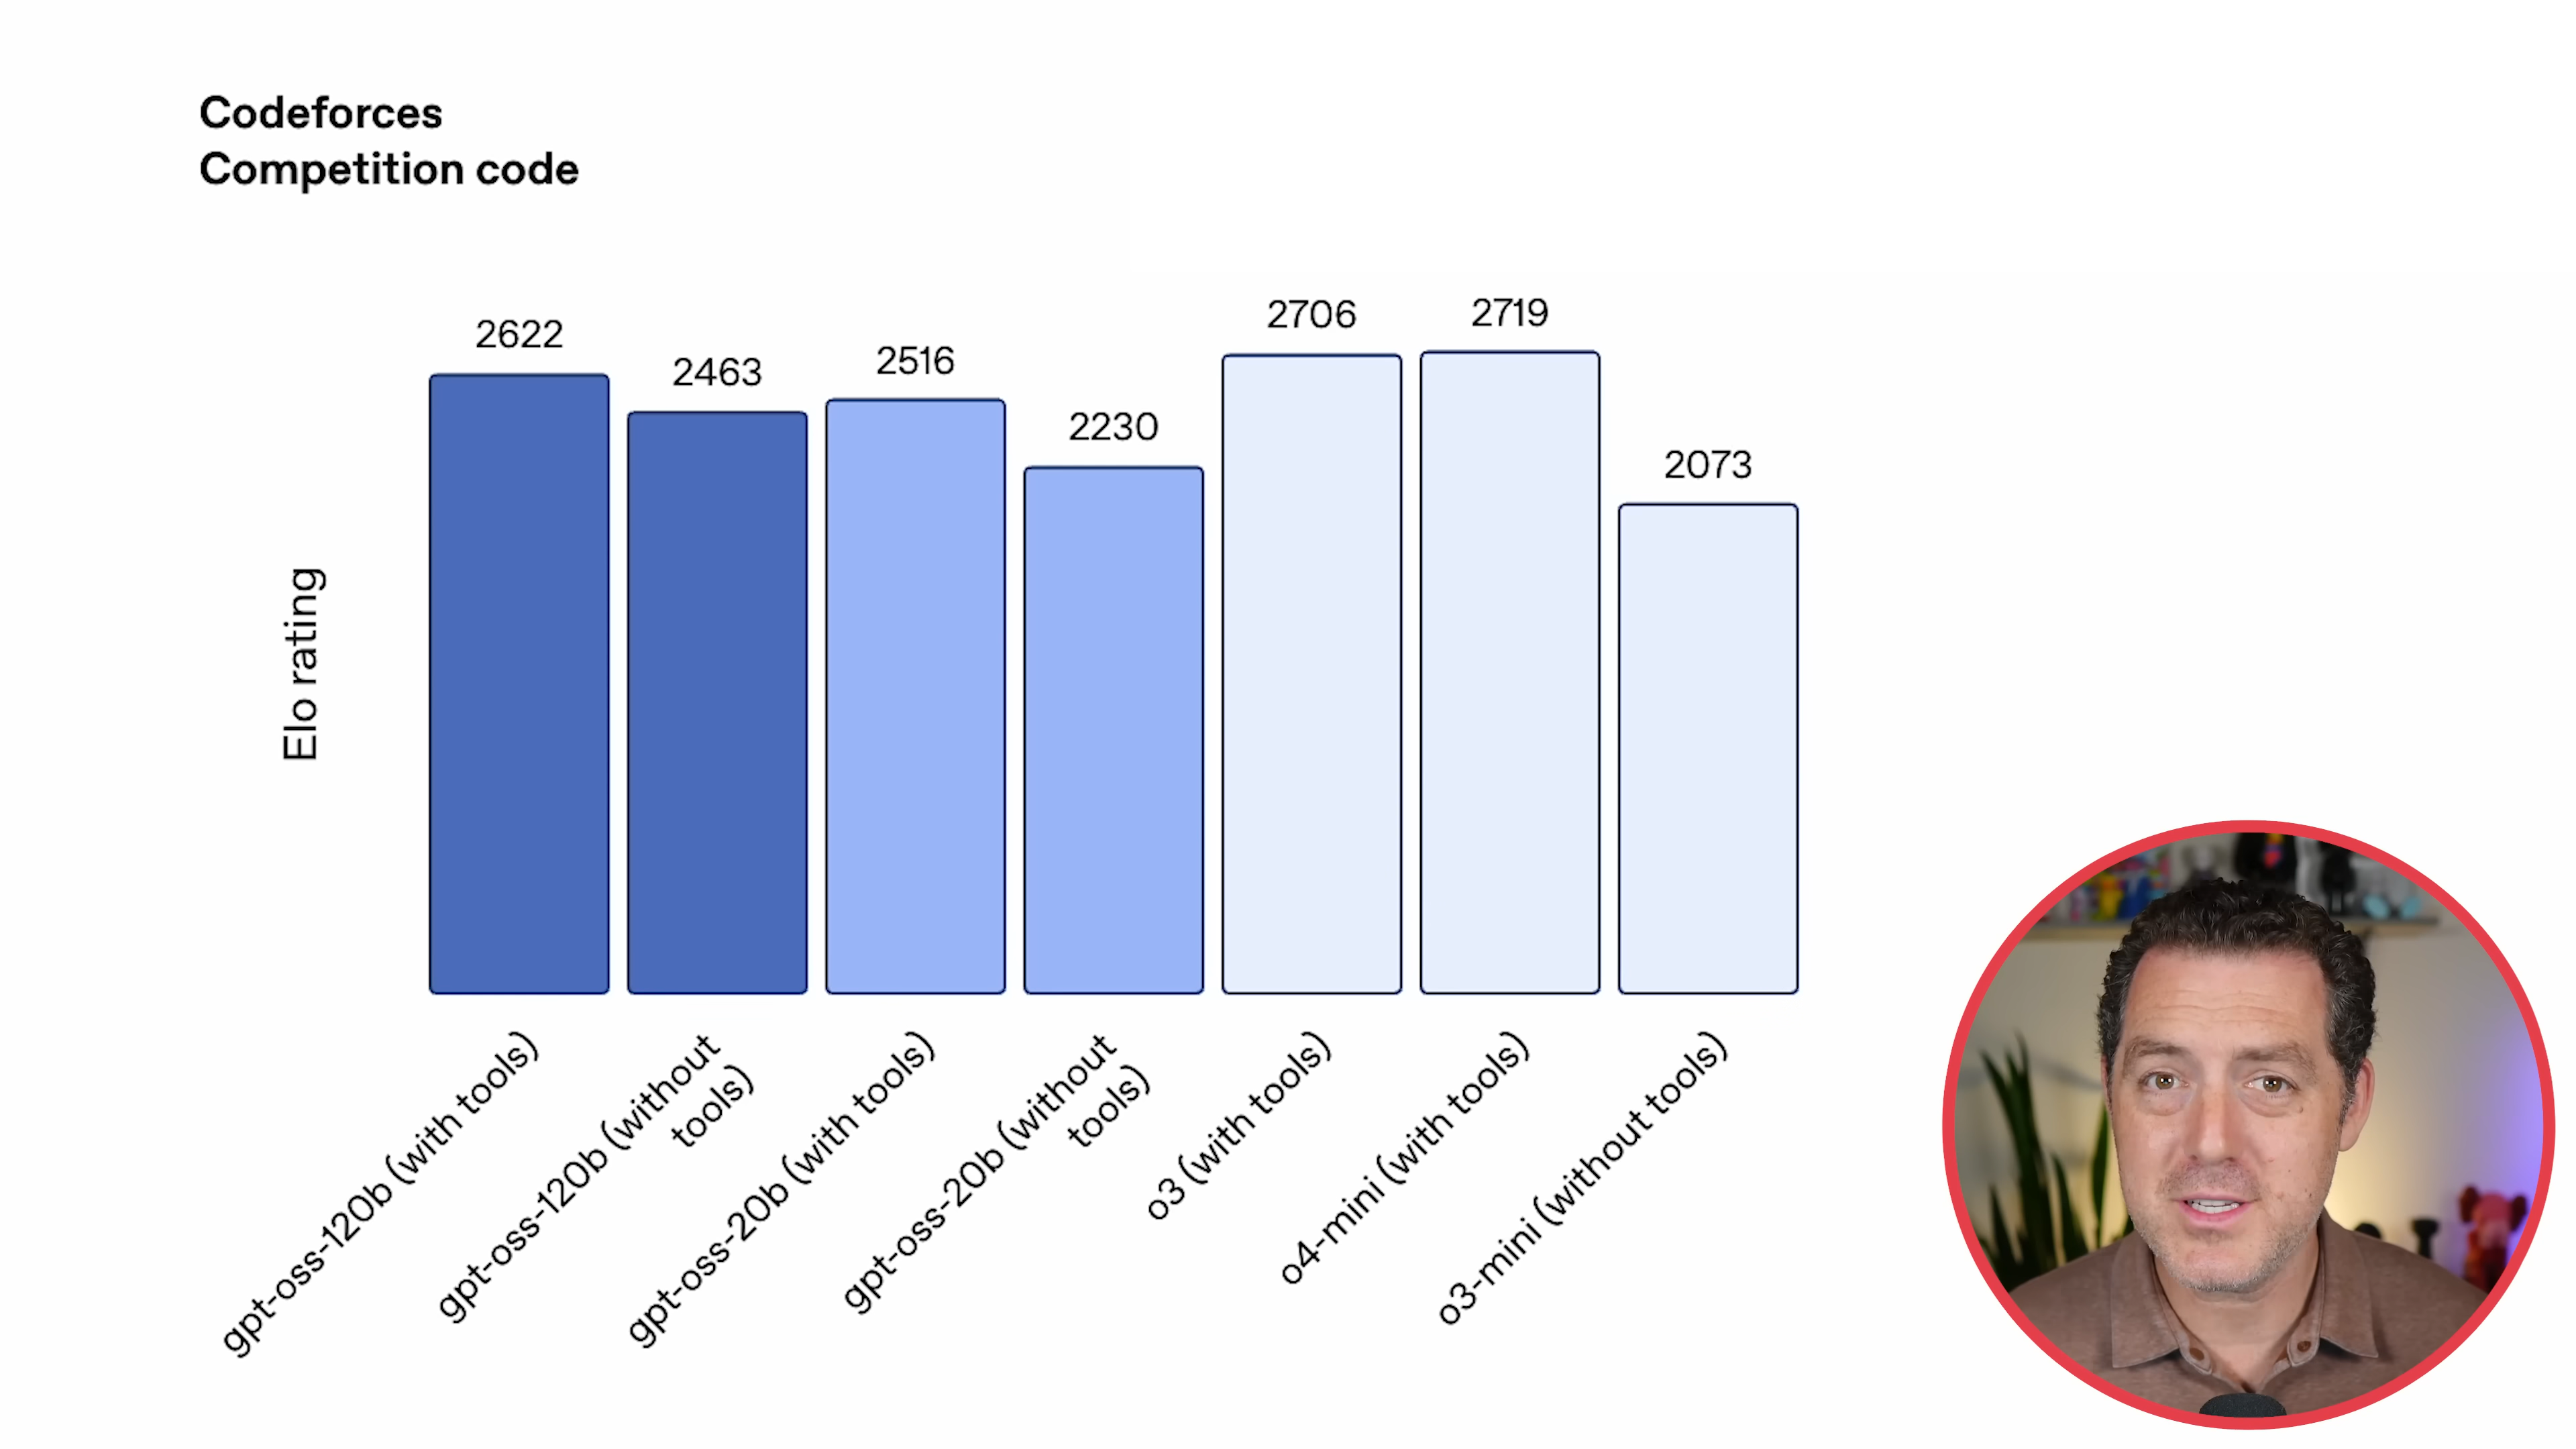 Codeforces
Competition code
2622
2463
2516
2230
2706
2719
2073
Elo rating
gpt-oss-120b (with tools)
gpt-oss-120b (without
tools)
gpt-oss-20b (with tools)
gpt-oss-20b (without
tools)
o3 (with tools)
o4-mini (with tools)
o3-mini (without tools)